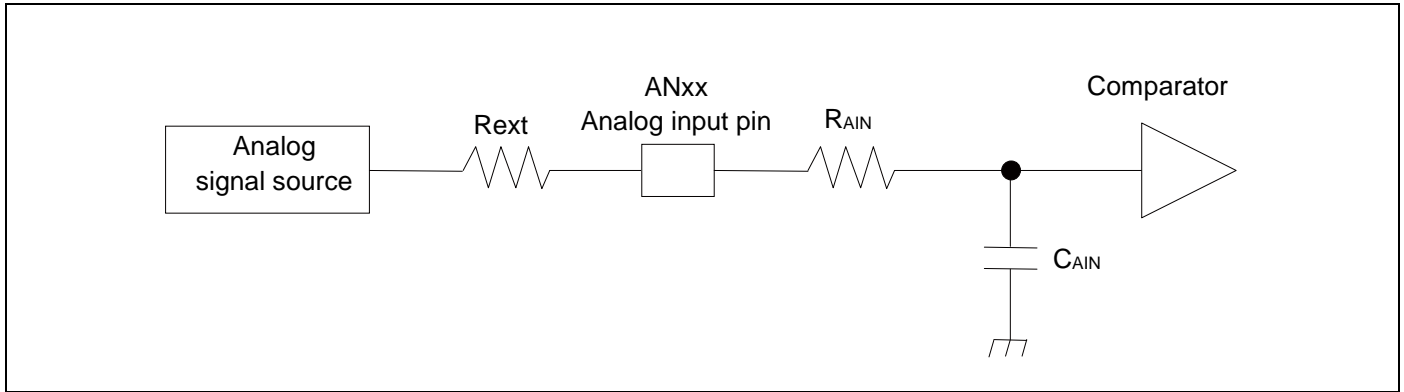 Analog
signal source
Rext
ANxx
Analog input pin
RAIN
Comparator
CAIN